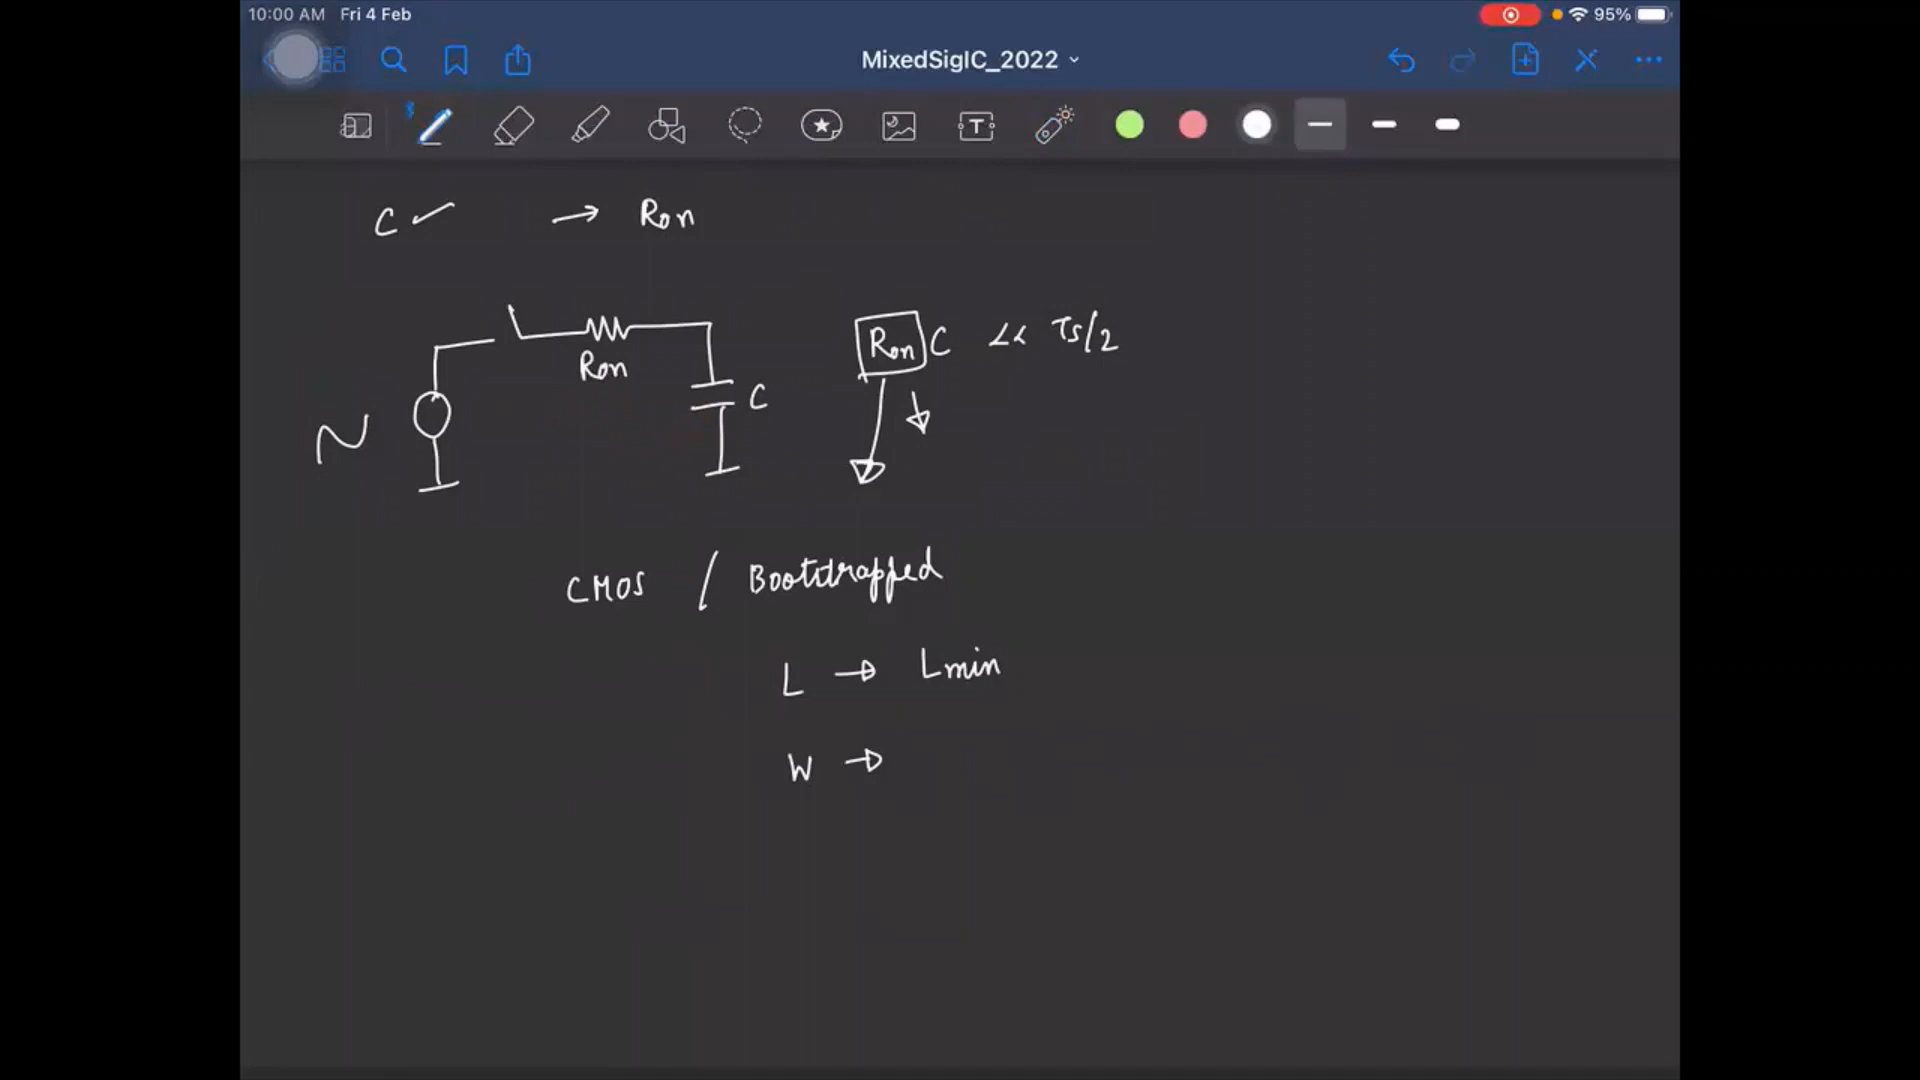 10:00 AM Fri 4 Feb 95%
MixedSigIC_2022
T
C ✓ → Ron
Ron C << Ts/2
Ron
C
CMOS / Bootstrapped
L → Lmin
W →